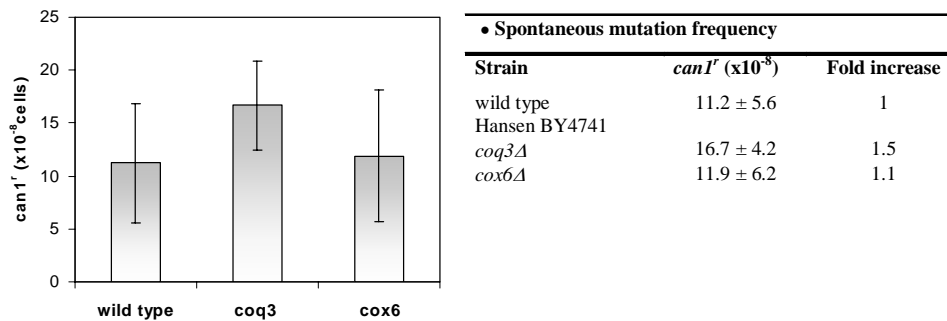 25
20
15
10
5
0
can1ʳ (x10⁻⁸cells)
wild type coq3 cox6
• Spontaneous mutation frequency
Strain can1ʳ (x10⁻⁸) Fold increase
wild type 11.2 ± 5.6 1
Hansen BY4741
coq3Δ 16.7 ± 4.2 1.5
cox6Δ 11.9 ± 6.2 1.1